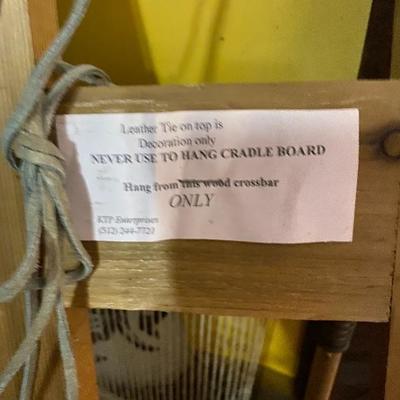 Leather Tie on top is
Decoration only
NEVER USE TO HANG CRADLE BOARD
Hang from this wood crossbar
ONLY
KTP Enterprises
(512) 244-7721